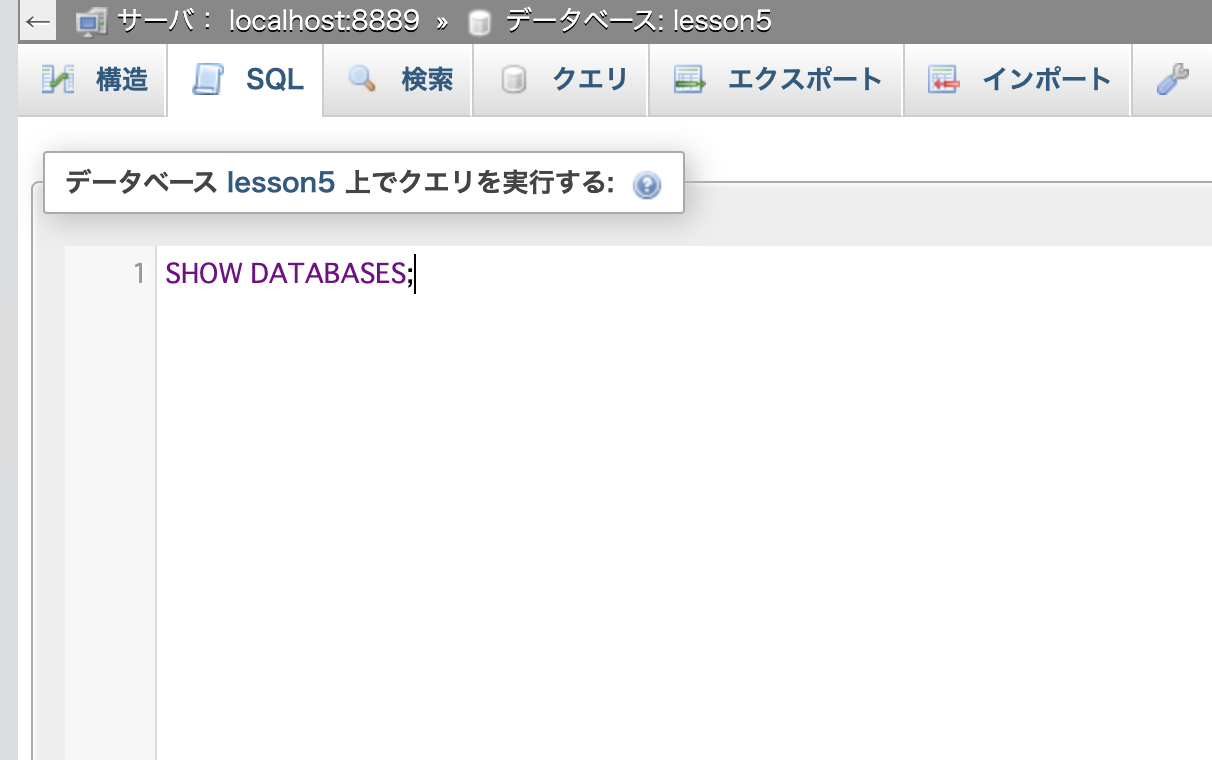 ← サーバ： localhost:8889 » データベース: lesson5
構造 SQL 検索 クエリ エクスポート インポート
データベース lesson5 上でクエリを実行する:
1 SHOW DATABASES;